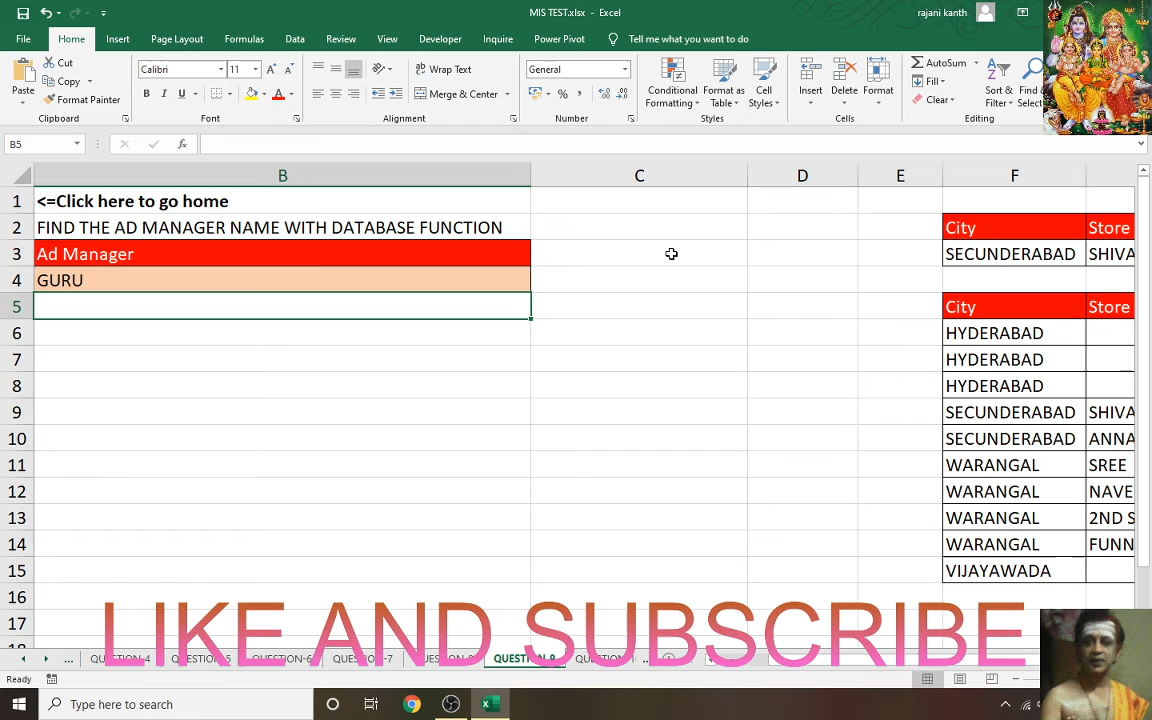 MIS TEST.xlsx - Excel
rajani kanth
File Home Insert Page Layout Formulas Data Review View Developer Inquire Power Pivot Tell me what you want to do
Paste
Cut
Copy
Format Painter
Clipboard
Calibri 11
B I U
Font
Wrap Text
Merge & Center
Alignment
General
Number
Conditional Formatting
Format as Table
Cell Styles
Styles
Insert Delete Format
Cells
AutoSum
Fill
Clear
Sort & Filter
Find & Select
Editing
B5 fx
B C D E F
1 <=Click here to go home
2 FIND THE AD MANAGER NAME WITH DATABASE FUNCTION City Store
3 Ad Manager SECUNDERABAD SHIVA
4 GURU
5 City Store
6 HYDERABAD
7 HYDERABAD
8 HYDERABAD
9 SECUNDERABAD SHIVA
10 SECUNDERABAD ANNA
11 WARANGAL SREE
12 WARANGAL NAVE
13 WARANGAL 2ND S
14 WARANGAL FUNN
15 VIJAYAWADA
16
17
LIKE AND SUBSCRIBE
... QUESTION-4 QUESTION-5 QUESTION-6 QUESTION-7 QUESTION-9
Ready
Type here to search